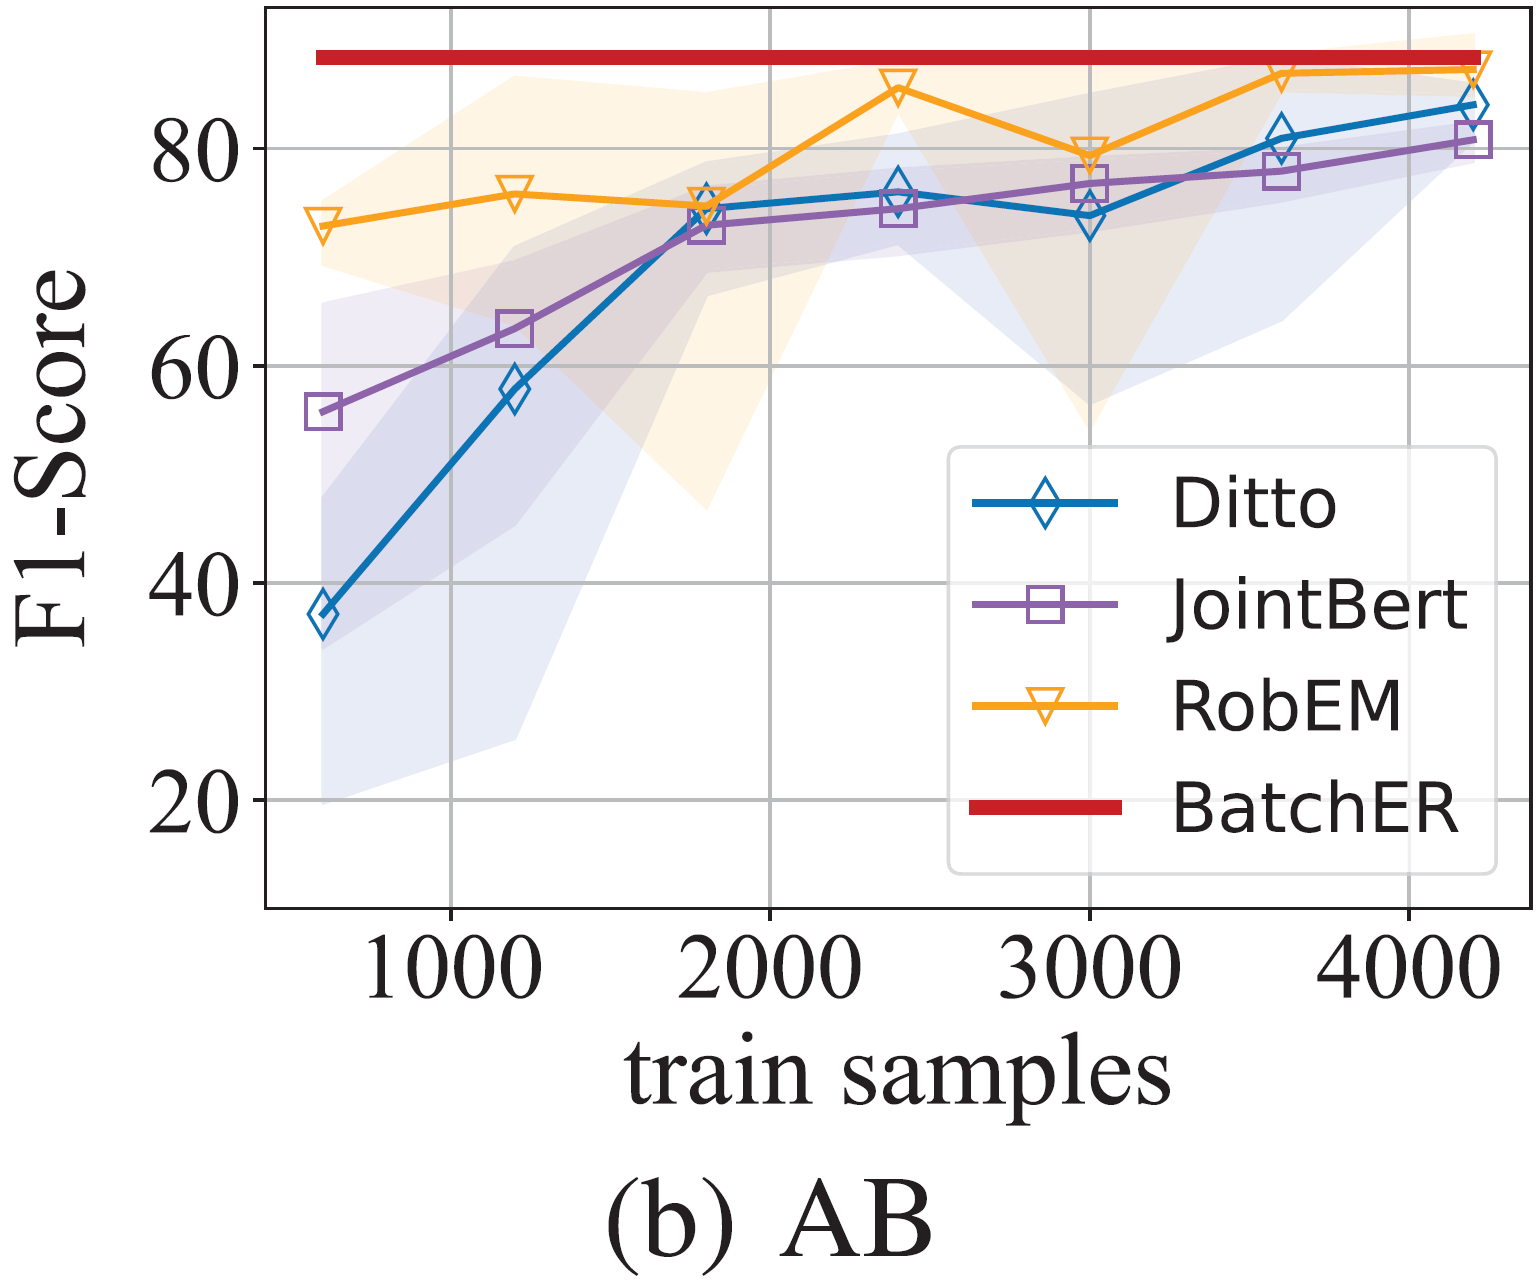 F1-Score
80
60
40
20
Ditto
JointBert
RobEM
BatchER
1000 2000 3000 4000
train samples
(b) AB